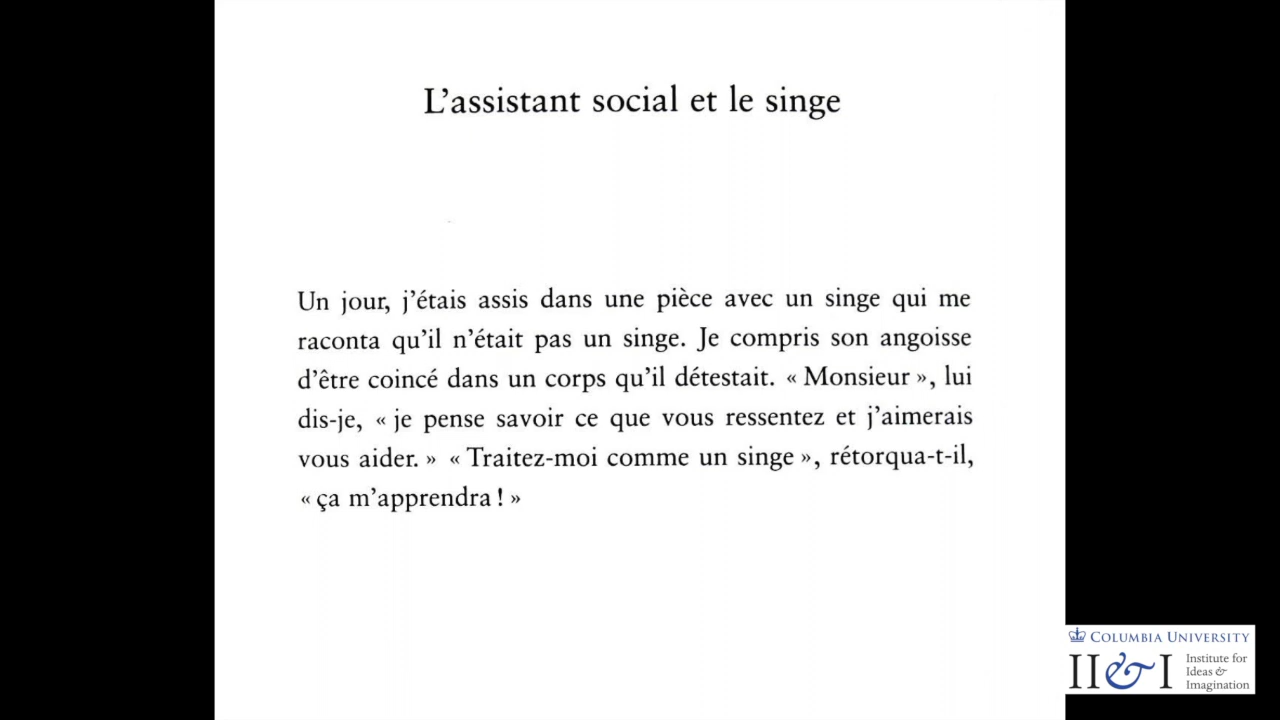 L’assistant social et le singe
Un jour, j’étais assis dans une pièce avec un singe qui me
raconta qu’il n’était pas un singe. Je compris son angoisse
d’être coincé dans un corps qu’il détestait. « Monsieur », lui
dis-je, « je pense savoir ce que vous ressentez et j’aimerais
vous aider. » « Traitez-moi comme un singe », rétorqua-t-il,
« ça m’apprendra ! »
COLUMBIA UNIVERSITY
II&I
Institute for
Ideas &
Imagination